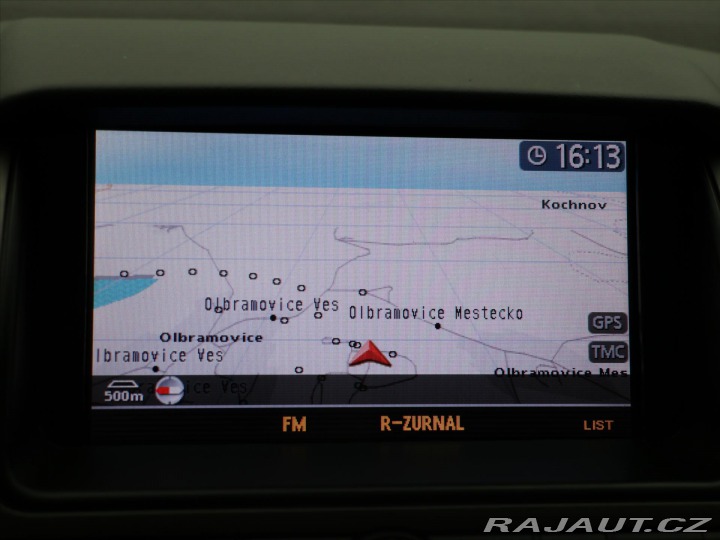 16:13
Kochnov
Olbramovice Ves
Olbramovice Mestecko
GPS
Olbramovice
lbramovice Ves
TMC
Olbramovice Mes
500m
Ves
FM
R-ZURNAL
LIST
RAJAUT.CZ